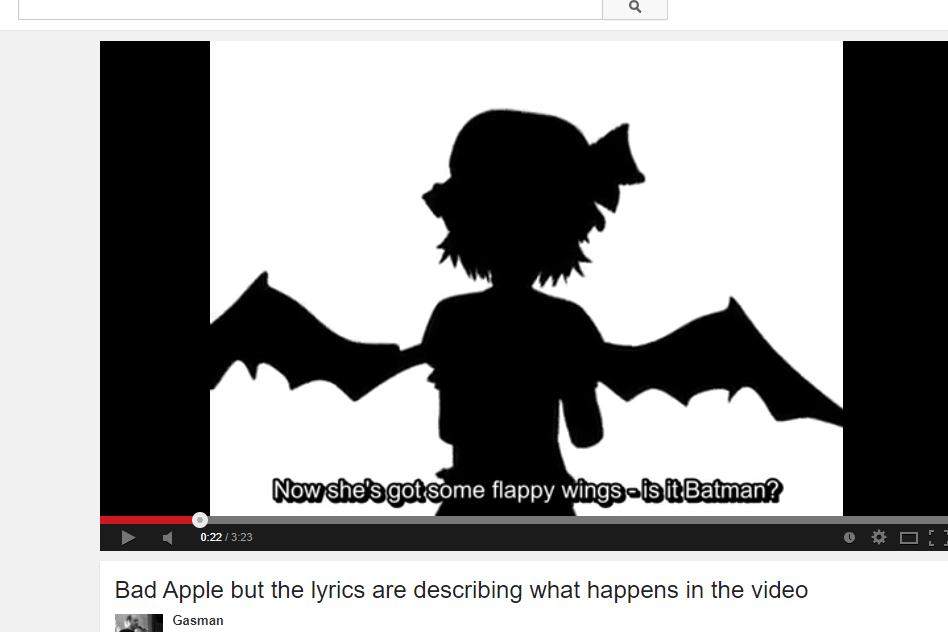 Now she's got some flappy wings - is it Batman?
0:22 / 3:23
Bad Apple but the lyrics are describing what happens in the video
Gasman